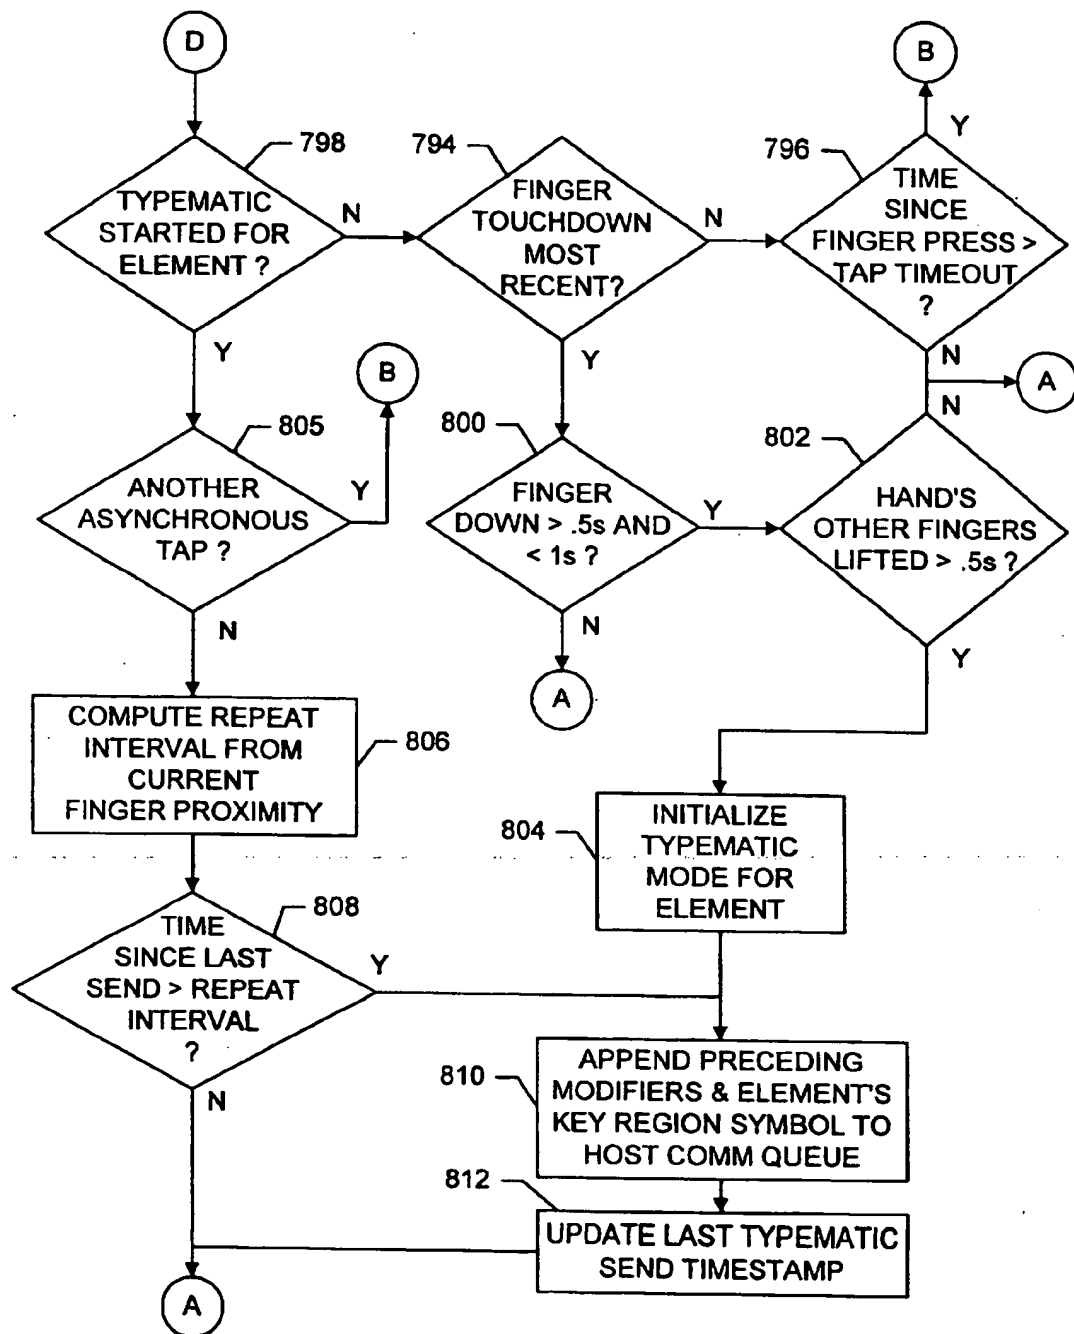 D
B
798
794
796
TYPEMATIC
STARTED FOR
ELEMENT ?
N
Y
FINGER
TOUCHDOWN
MOST
RECENT?
N
Y
TIME
SINCE
FINGER PRESS >
TAP TIMEOUT
?
Y
N
B
A
805
800
802
ANOTHER
ASYNCHRONOUS
TAP ?
Y
N
FINGER
DOWN > .5s AND
< 1s ?
Y
N
HAND'S
OTHER FINGERS
LIFTED > .5s ?
N
Y
A
COMPUTE REPEAT
INTERVAL FROM
CURRENT
FINGER PROXIMITY
806
804
INITIALIZE
TYPEMATIC
MODE FOR
ELEMENT
808
TIME
SINCE LAST
SEND > REPEAT
INTERVAL
?
Y
N
810
APPEND PRECEDING
MODIFIERS & ELEMENT'S
KEY REGION SYMBOL TO
HOST COMM QUEUE
812
UPDATE LAST TYPEMATIC
SEND TIMESTAMP
A